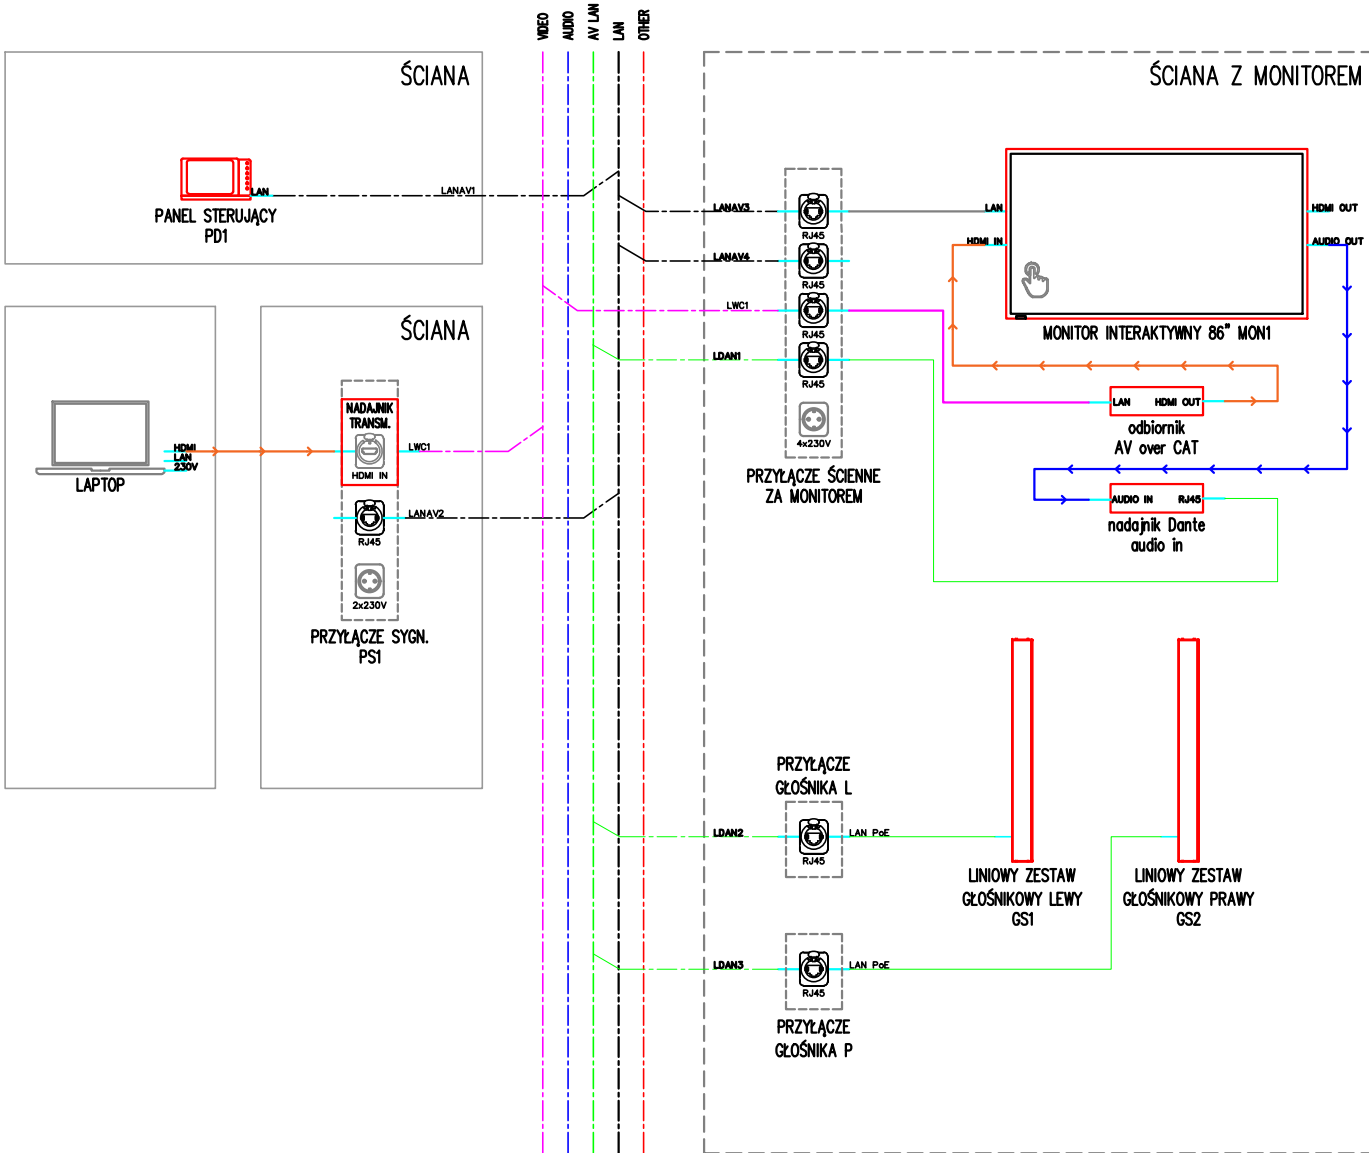 VIDEO
AUDIO
AV LAN
LAN
OTHER
ŚCIANA
LAN
LANAV1
PANEL STERUJĄCY
PD1
ŚCIANA
NADAJNIK
TRANSM.
HDMI IN
HDMI
LAN
230V
LAPTOP
LWC1
LANAV2
RJ45
2x230V
PRZYŁĄCZE SYGN.
PS1
ŚCIANA Z MONITOREM
LANAV3
RJ45
LANAV4
RJ45
LWC1
RJ45
LDAN1
RJ45
4x230V
PRZYŁĄCZE ŚCIENNE
ZA MONITOREM
LAN
HDMI IN
HDMI OUT
AUDIO OUT
MONITOR INTERAKTYWNY 86" MON1
LAN HDMI OUT
odbiornik
AV over CAT
AUDIO IN RJ45
nadajnik Dante
audio in
PRZYŁĄCZE
GŁOŚNIKA L
LDAN2
LAN PoE
RJ45
LINIOWY ZESTAW
GŁOŚNIKOWY LEWY
GS1
LINIOWY ZESTAW
GŁOŚNIKOWY PRAWY
GS2
LDAN3
LAN PoE
RJ45
PRZYŁĄCZE
GŁOŚNIKA P